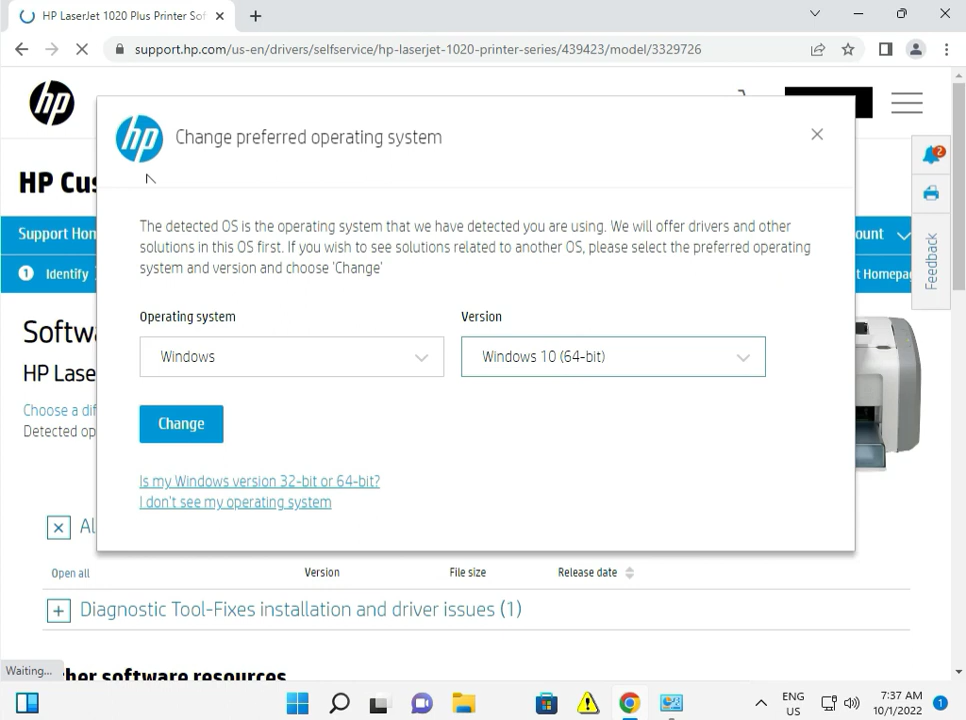 HP LaserJet 1020 Plus Printer Sof
support.hp.com/us-en/drivers/selfservice/hp-laserjet-1020-printer-series/439423/model/3329726
hp
hp
Change preferred operating system
2
HP Cus
Support Hom
ount
1 Identify
t Homepa
Feedback
The detected OS is the operating system that we have detected you are using. We will offer drivers and other
solutions in this OS first. If you wish to see solutions related to another OS, please select the preferred operating
system and version and choose 'Change'
Operating system
Version
Softwa
Windows
Windows 10 (64-bit)
HP Lase
Choose a dif
Detected op
Change
Is my Windows version 32-bit or 64-bit?
I don't see my operating system
Al
Open all
Version
File size
Release date
Diagnostic Tool-Fixes installation and driver issues (1)
Waiting...
her software resources
ENG
US
7:37 AM
10/1/2022
1